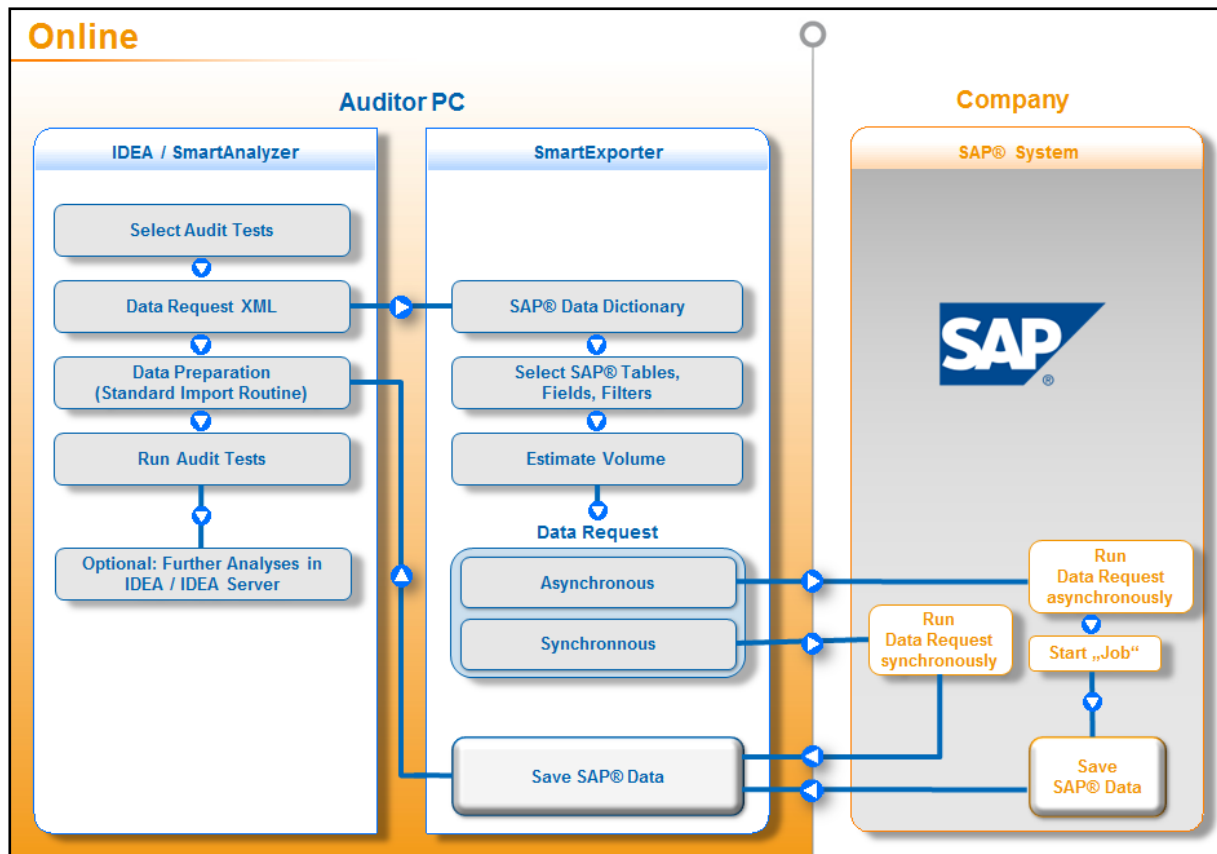 Online
Auditor PC
Company
IDEA / SmartAnalyzer
Select Audit Tests
Data Request XML
Data Preparation
(Standard Import Routine)
Run Audit Tests
Optional: Further Analyses in
IDEA / IDEA Server
SmartExporter
SAP® Data Dictionary
Select SAP® Tables,
Fields, Filters
Estimate Volume
Data Request
Asynchronous
Synchronnous
Save SAP® Data
SAP® System
SAP
®
Run
Data Request
asynchronously
Run
Data Request
synchronously
Start „Job“
Save
SAP® Data